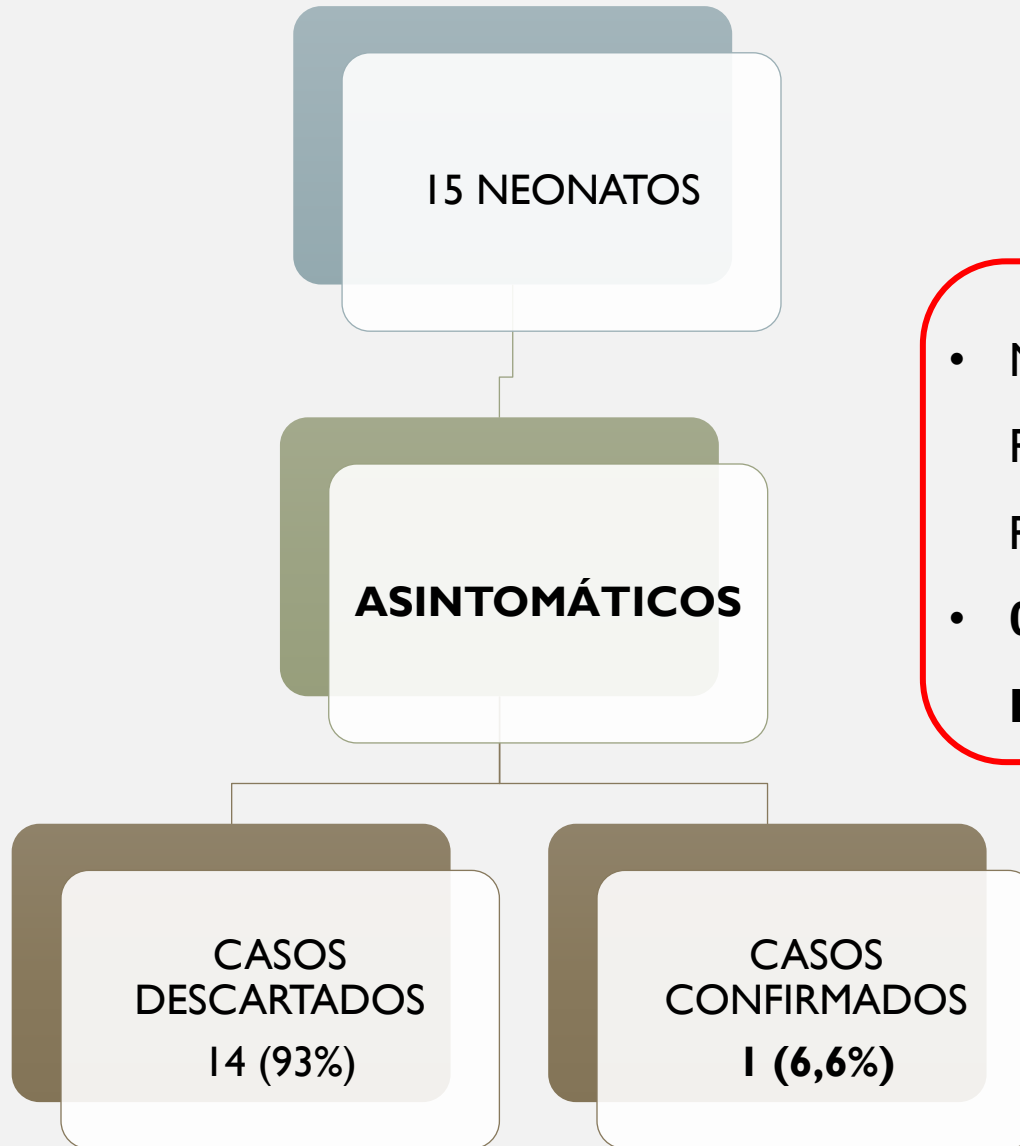 15 NEONATOS
ASINTOMÁTICOS
CASOS
DESCARTADOS
14 (93%)
CASOS
CONFIRMADOS
1 (6,6%)